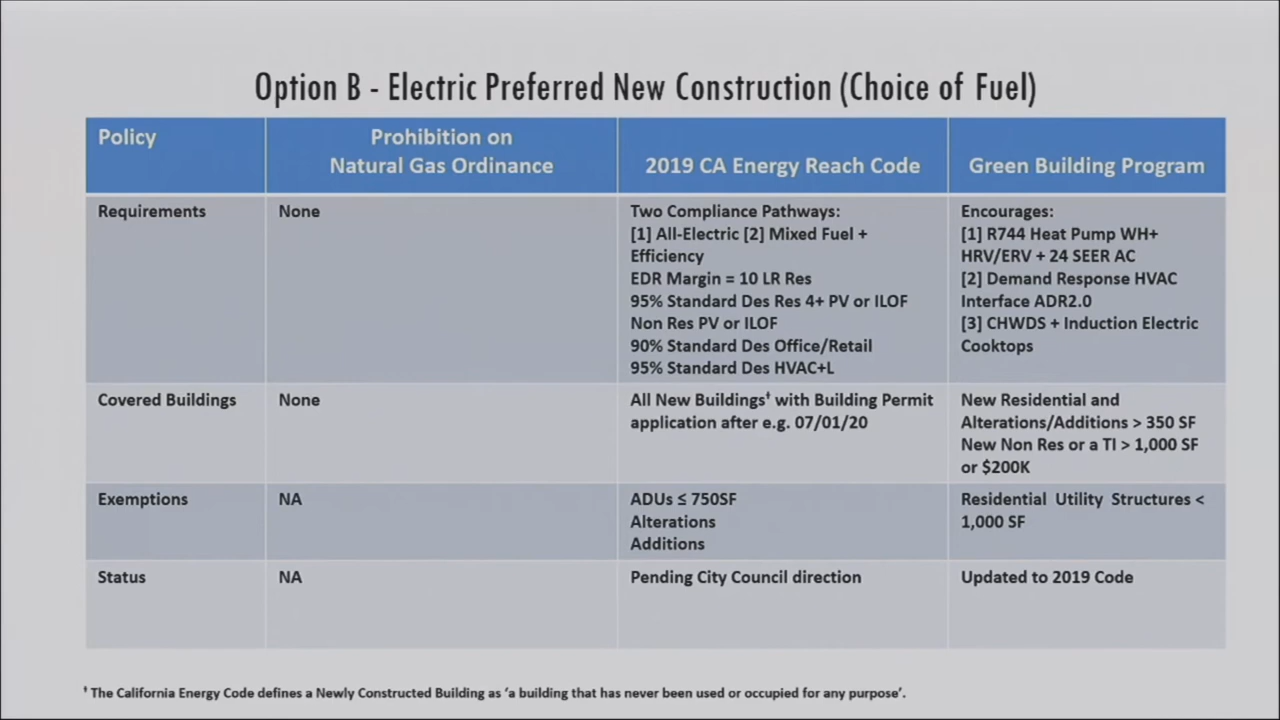 Option B - Electric Preferred New Construction (Choice of Fuel)
Policy
Prohibition on
Natural Gas Ordinance
2019 CA Energy Reach Code
Green Building Program
Requirements
None
Two Compliance Pathways:
[1] All-Electric [2] Mixed Fuel +
Efficiency
EDR Margin = 10 LR Res
95% Standard Des Res 4+ PV or ILOF
Non Res PV or ILOF
90% Standard Des Office/Retail
95% Standard Des HVAC+L
Encourages:
[1] R744 Heat Pump WH+
HRV/ERV + 24 SEER AC
[2] Demand Response HVAC
Interface ADR2.0
[3] CHWDS + Induction Electric
Cooktops
Covered Buildings
None
All New Buildings‡ with Building Permit
application after e.g. 07/01/20
New Residential and
Alterations/Additions > 350 SF
New Non Res or a TI > 1,000 SF
or $200K
Exemptions
NA
ADUs ≤ 750SF
Alterations
Additions
Residential Utility Structures <
1,000 SF
Status
NA
Pending City Council direction
Updated to 2019 Code
‡ The California Energy Code defines a Newly Constructed Building as 'a building that has never been used or occupied for any purpose'.